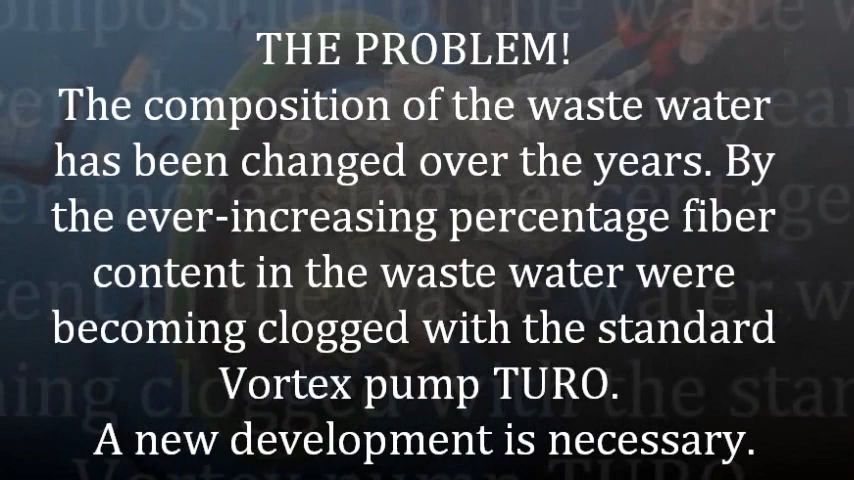 THE PROBLEM!
The composition of the waste water
has been changed over the years. By
the ever-increasing percentage fiber
content in the waste water were
becoming clogged with the standard
Vortex pump TURO.
A new development is necessary.